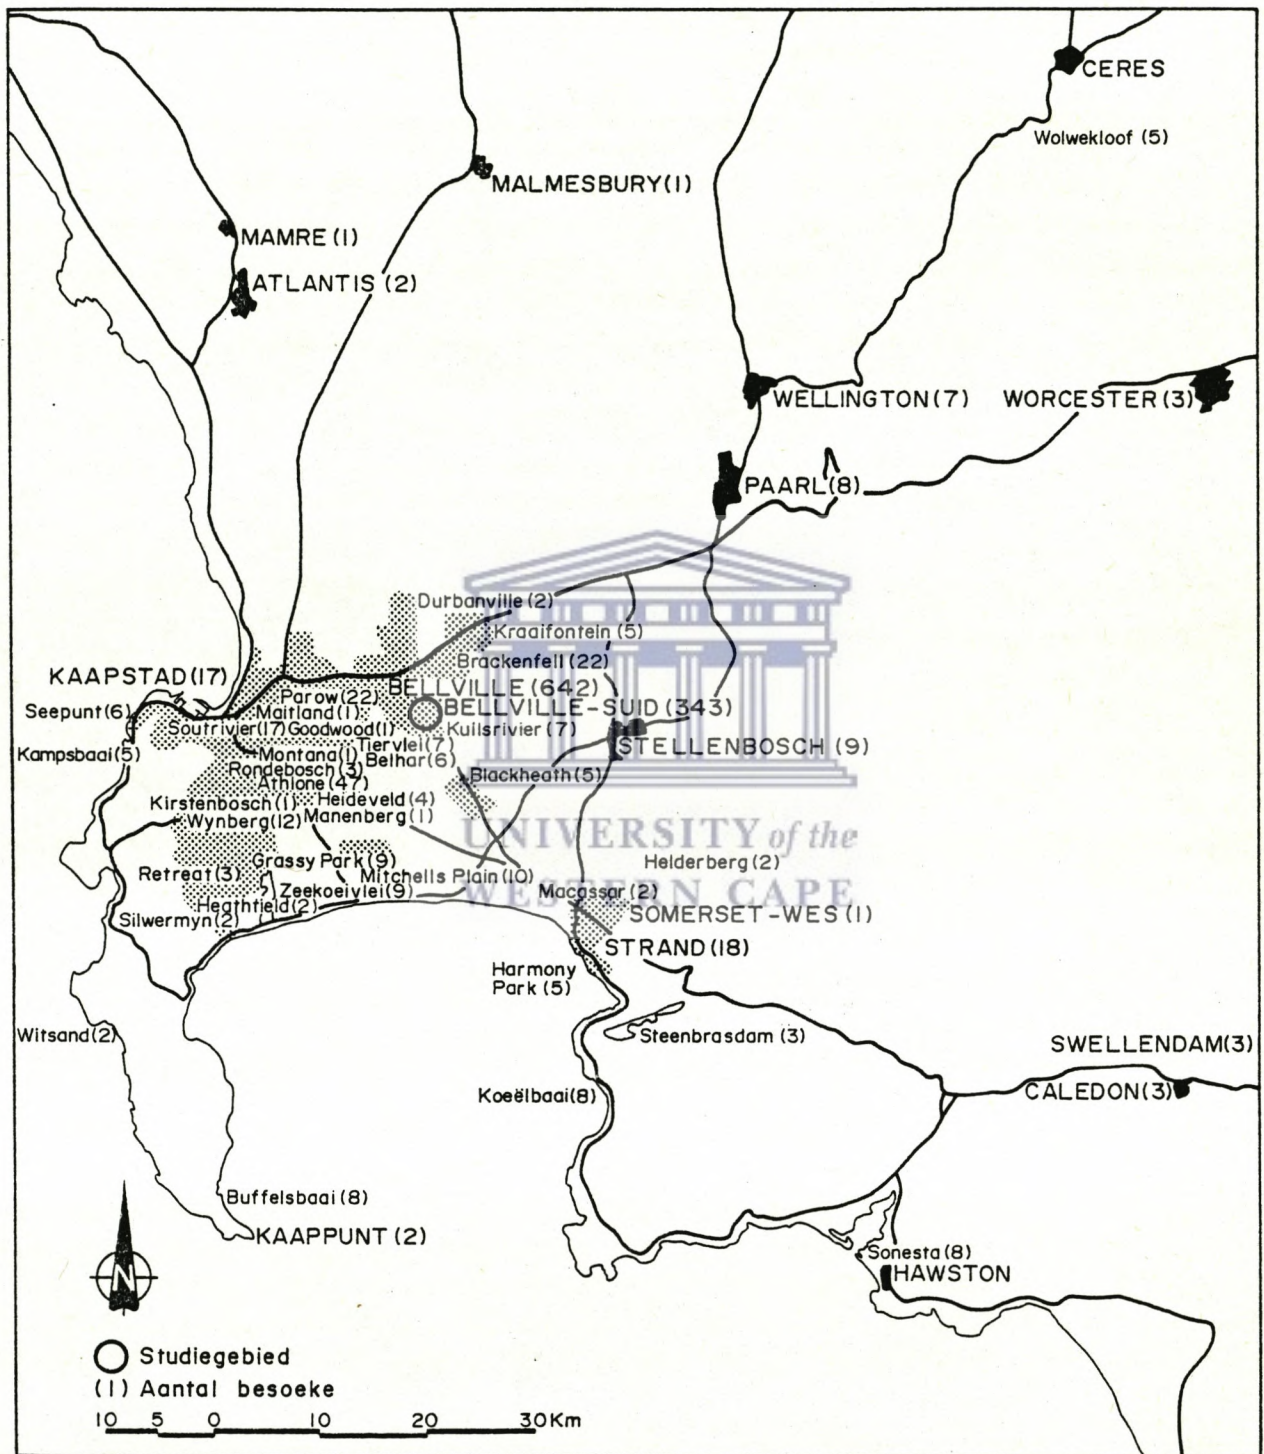 CERES
Wolwekloof (5)
MALMESBURY(1)
MAMRE (1)
ATLANTIS (2)
WELLINGTON (7)
WORCESTER (3)
PAARL(8)
Durbanville (2)
Kraaifontein (5)
Brackenfell (22)
KAAPSTAD (17)
Parow (22)
BELLVILLE (642)
Seepunt (6)
Maitland (1)
BELLVILLE-SUID (343)
Soutrivier (17)
Goodwood (1)
Kuilsrivier (7)
Kampsbaai (5)
Montana (1)
Tiervlei (7)
STELLENBOSCH (9)
Rondebosch (3)
Belhar (6)
Athlone (47)
Blackheath (5)
Kirstenbosch (1)
Heideveld (4)
Wynberg (12)
Manenberg (1)
UNIVERSITY of the
Grassy Park (9)
Helderberg (2)
Retreat (3)
Mitchells Plain (10)
Zeekoeivlei (9)
Macassar (2)
WESTERN CAPE
Heathfield (2)
Silwermyn (2)
SOMERSET-WES (1)
STRAND (18)
Harmony
Park (5)
Witsand (2)
Steenbrasdam (3)
SWELLENDAM(3)
Koeëlbaai (8)
CALEDON (3)
Buffelsbaai (8)
KAAPPUNT (2)
Sonesta (8)
HAWSTON
N
Studiegebied
(1) Aantal besoeke
10 5 0 10 20 30Km